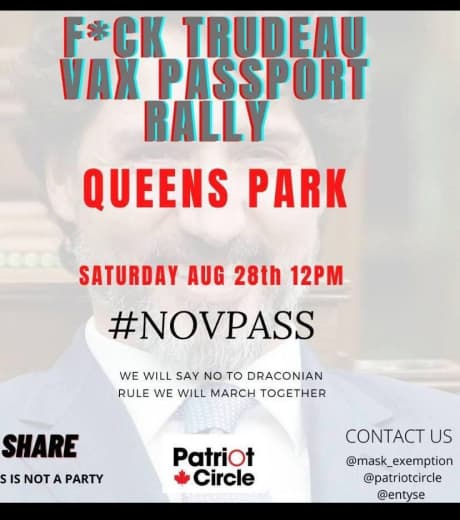 F*CK TRUDEAU
VAX PASSPORT
RALLY
QUEENS PARK
SATURDAY AUG 28th 12PM
#NOVPASS
WE WILL SAY NO TO DRACONIAN
RULE WE WILL MARCH TOGETHER
SHARE
S IS NOT A PARTY
Patriot
Circle
CONTACT US
@mask_exemption
@patriotcircle
@entyse